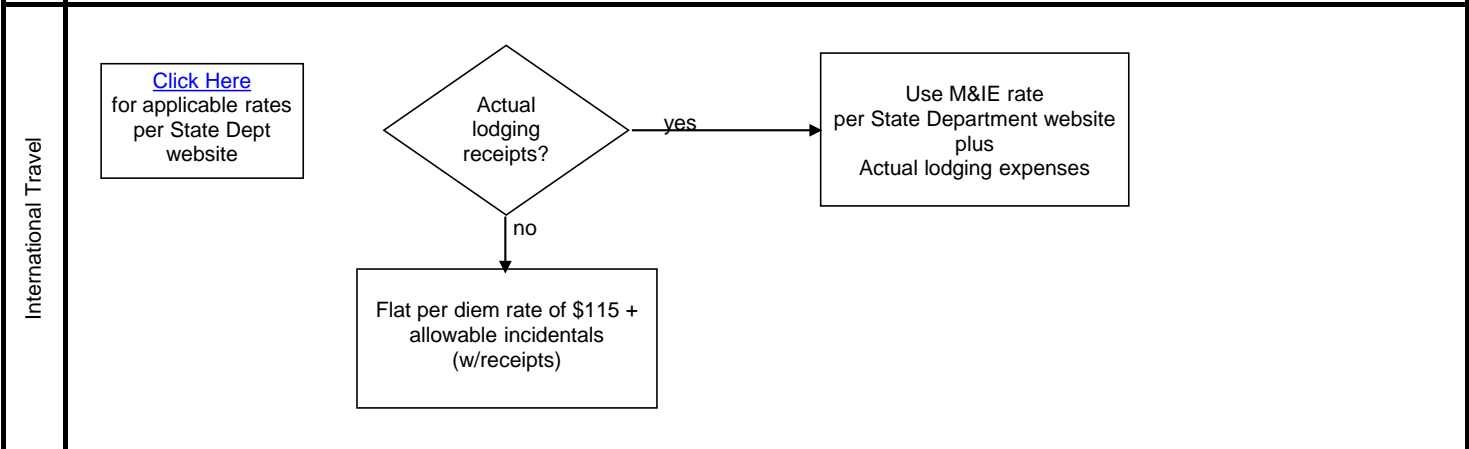 International Travel
Click Here
for applicable rates
per State Dept
website
Actual
lodging
receipts?
yes
Use M&IE rate
per State Department website
plus
Actual lodging expenses
no
Flat per diem rate of $115 +
allowable incidentals
(w/receipts)